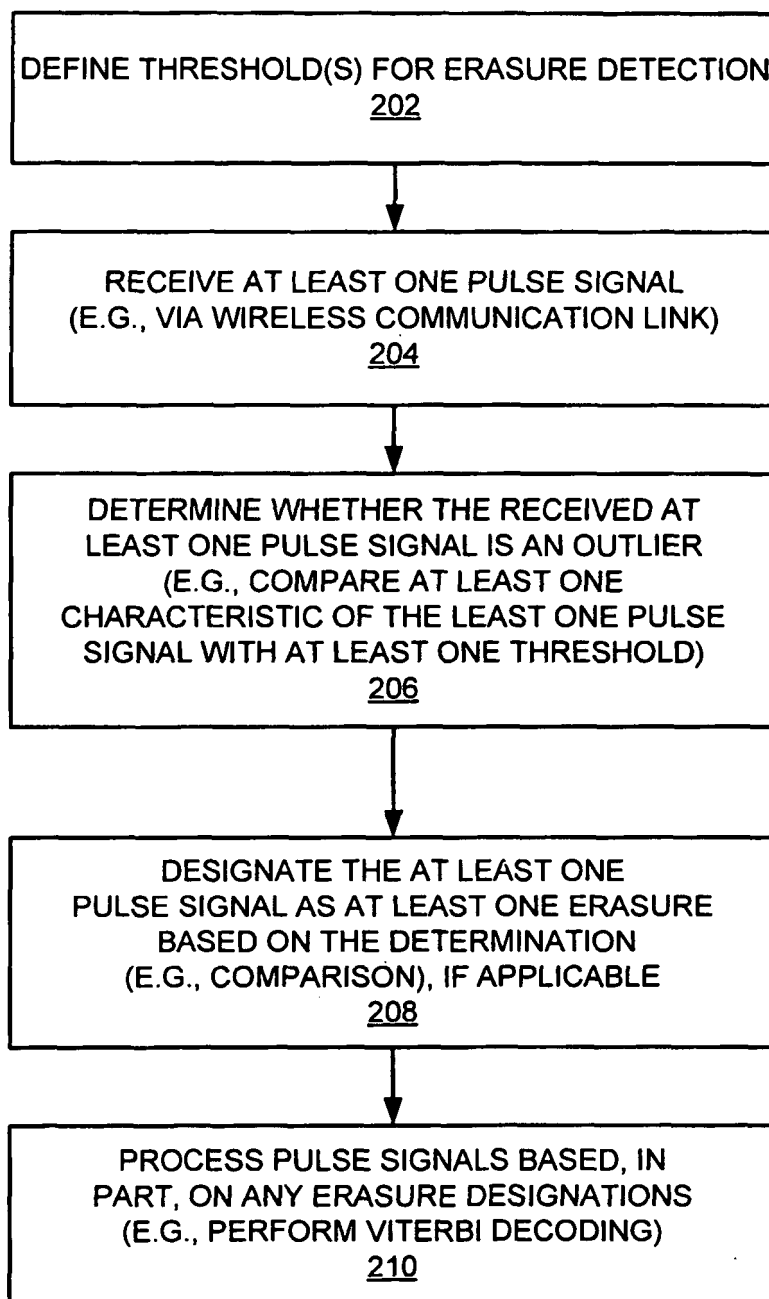 DEFINE THRESHOLD(S) FOR ERASURE DETECTION
202
RECEIVE AT LEAST ONE PULSE SIGNAL
(E.G., VIA WIRELESS COMMUNICATION LINK)
204
DETERMINE WHETHER THE RECEIVED AT
LEAST ONE PULSE SIGNAL IS AN OUTLIER
(E.G., COMPARE AT LEAST ONE
CHARACTERISTIC OF THE LEAST ONE PULSE
SIGNAL WITH AT LEAST ONE THRESHOLD)
206
DESIGNATE THE AT LEAST ONE
PULSE SIGNAL AS AT LEAST ONE ERASURE
BASED ON THE DETERMINATION
(E.G., COMPARISON), IF APPLICABLE
208
PROCESS PULSE SIGNALS BASED, IN
PART, ON ANY ERASURE DESIGNATIONS
(E.G., PERFORM VITERBI DECODING)
210